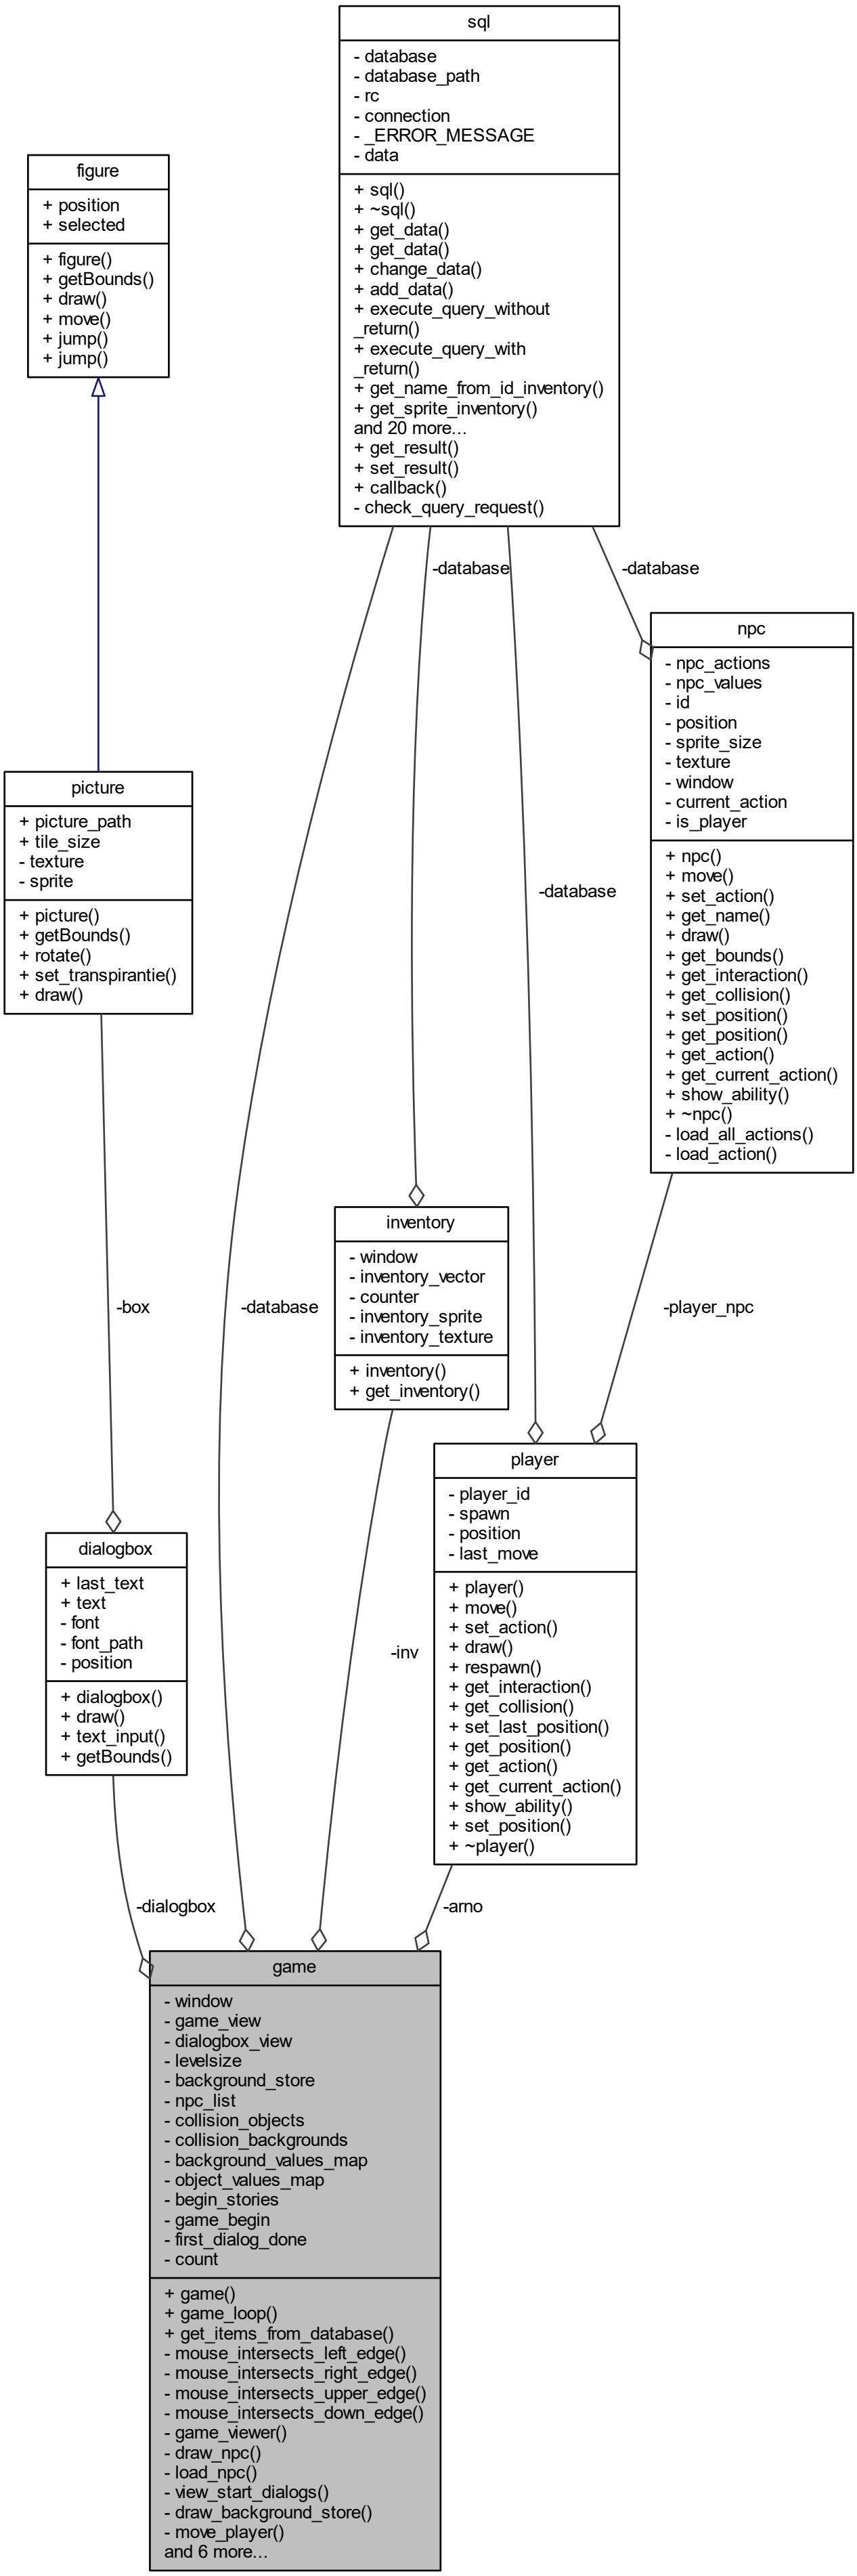 sql
- database
- database_path
- rc
- connection
- _ERROR_MESSAGE
- data
+ sql()
+ ~sql()
+ get_data()
+ get_data()
+ change_data()
+ add_data()
+ execute_query_without
_return()
+ execute_query_with
_return()
+ get_name_from_id_inventory()
+ get_sprite_inventory()
and 20 more...
+ get_result()
+ set_result()
+ callback()
- check_query_request()
figure
+ position
+ selected
+ figure()
+ getBounds()
+ draw()
+ move()
+ jump()
+ jump()
-database
-database
npc
- npc_actions
- npc_values
- id
- position
- sprite_size
- texture
- window
- current_action
- is_player
+ npc()
+ move()
+ set_action()
+ get_name()
+ draw()
+ get_bounds()
+ get_interaction()
+ get_collision()
+ set_position()
+ get_position()
+ get_action()
+ get_current_action()
+ show_ability()
+ ~npc()
- load_all_actions()
- load_action()
picture
+ picture_path
+ tile_size
- texture
- sprite
+ picture()
+ getBounds()
+ rotate()
+ set_transpirantie()
+ draw()
-database
inventory
- window
- inventory_vector
- counter
- inventory_sprite
- inventory_texture
+ inventory()
+ get_inventory()
-box
-database
-player_npc
player
- player_id
- spawn
- position
- last_move
+ player()
+ move()
+ set_action()
+ draw()
+ respawn()
+ get_interaction()
+ get_collision()
+ set_last_position()
+ get_position()
+ get_action()
+ get_current_action()
+ show_ability()
+ set_position()
+ ~player()
dialogbox
+ last_text
+ text
- font
- font_path
- position
+ dialogbox()
+ draw()
+ text_input()
+ getBounds()
-inv
-dialogbox
-arno
game
- window
- game_view
- dialogbox_view
- levelsize
- background_store
- npc_list
- collision_objects
- collision_backgrounds
- background_values_map
- object_values_map
- begin_stories
- game_begin
- first_dialog_done
- count
+ game()
+ game_loop()
+ get_items_from_database()
- mouse_intersects_left_edge()
- mouse_intersects_right_edge()
- mouse_intersects_upper_edge()
- mouse_intersects_down_edge()
- game_viewer()
- draw_npc()
- load_npc()
- view_start_dialogs()
- draw_background_store()
- move_player()
and 6 more...